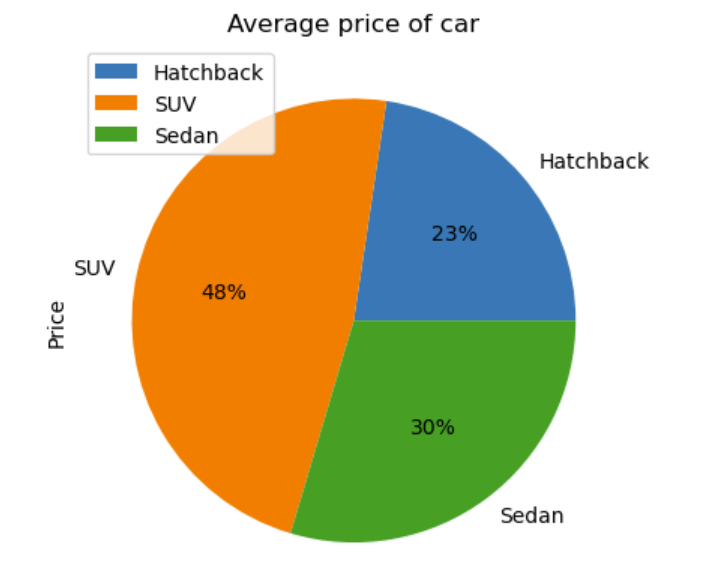 Average price of car
Hatchback
SUV
Sedan
Hatchback
23%
SUV
48%
Price
30%
Sedan